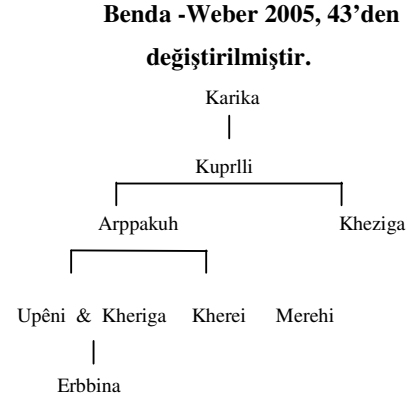 Benda -Weber 2005, 43’den
değiştirilmiştir.
Karika
Kuprlli
Arppakuh Kheziga
Upêni & Kheriga Kherei Merehi
Erbbina